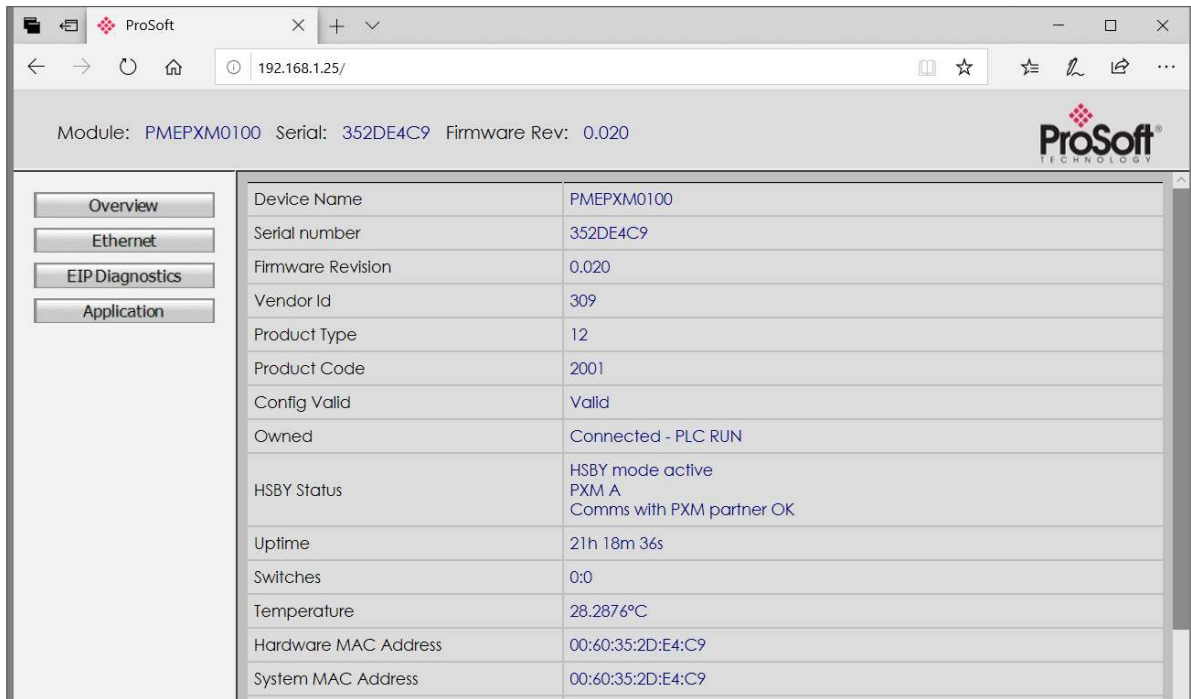 ProSoft
192.168.1.25/
Module: PMEPXM0100 Serial: 352DE4C9 Firmware Rev: 0.020
ProSoft®
TECHNOLOGY
Overview
Ethernet
EIP Diagnostics
Application
Device Name PMEPXM0100
Serial number 352DE4C9
Firmware Revision 0.020
Vendor Id 309
Product Type 12
Product Code 2001
Config Valid Valid
Owned Connected - PLC RUN
HSBY Status HSBY mode active
PXM A
Comms with PXM partner OK
Uptime 21h 18m 36s
Switches 0:0
Temperature 28.2876°C
Hardware MAC Address 00:60:35:2D:E4:C9
System MAC Address 00:60:35:2D:E4:C9